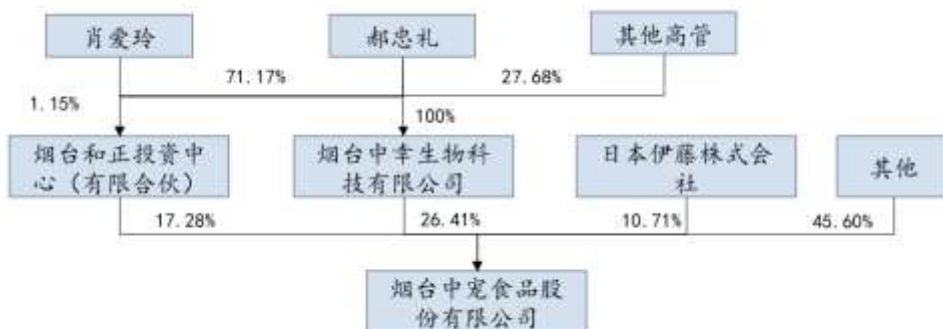 肖爱玲
郝忠礼
其他高管
71.17%
27.68%
1.15%
100%
烟台和正投资中
心（有限合伙）
烟台中幸生物科
技有限公司
日本伊藤株式会
社
其他
17.28%
26.41%
10.71%
45.60%
烟台中宠食品股
份有限公司